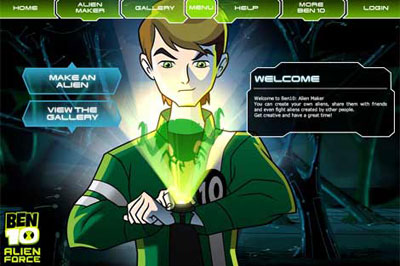 HOME
ALIEN
MAKER
GALLERY
MENU
HELP
MORE
BEN 10
LOGIN
MAKE AN
ALIEN
VIEW THE
GALLERY
WELCOME
Welcome to Ben10: Alien Maker
You can create your own aliens, share them with friends
and even fight aliens created by other people.
Get creative and have a great time!
10
BEN
10
ALIEN
FORCE